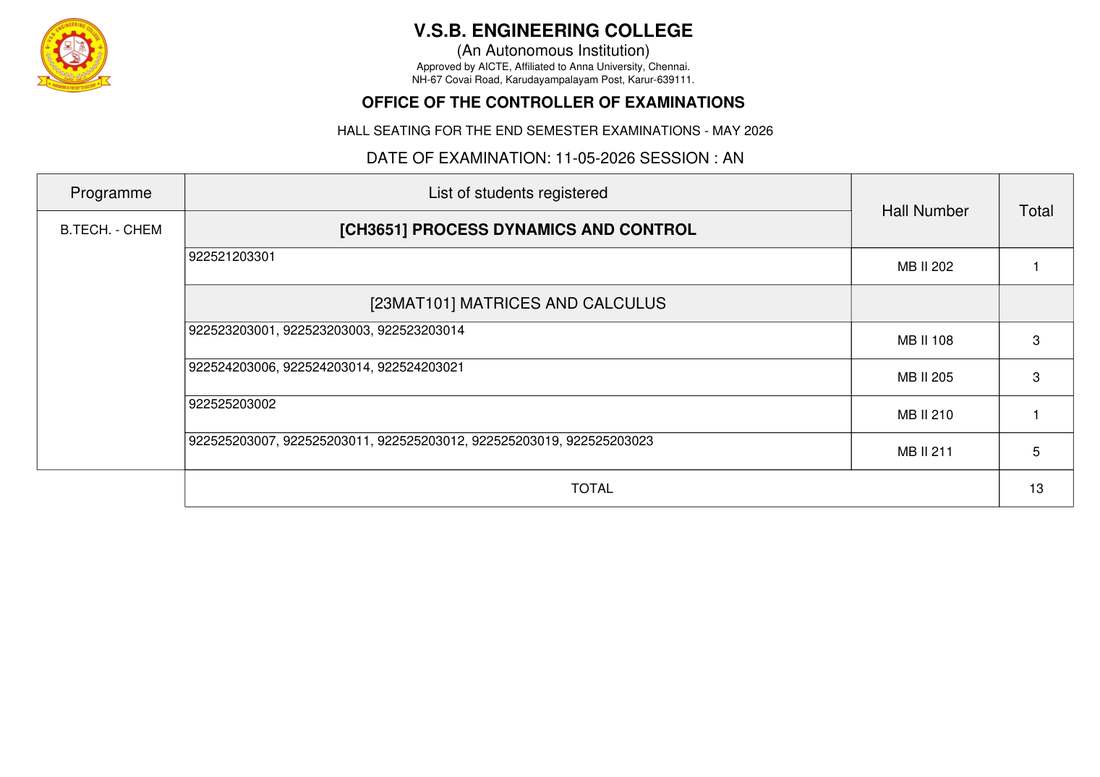 V.S.B. ENGINEERING COLLEGE
(An Autonomous Institution)
Approved by AICTE, Affiliated to Anna University, Chennai.
NH-67 Covai Road, Karudayampalayam Post, Karur-639111.
OFFICE OF THE CONTROLLER OF EXAMINATIONS
HALL SEATING FOR THE END SEMESTER EXAMINATIONS - MAY 2026
DATE OF EXAMINATION: 11-05-2026 SESSION : AN
Programme List of students registered Hall Number Total
B.TECH. - CHEM [CH3651] PROCESS DYNAMICS AND CONTROL
922521203301 MB II 202 1
[23MAT101] MATRICES AND CALCULUS
922523203001, 922523203003, 922523203014 MB II 108 3
922524203006, 922524203014, 922524203021 MB II 205 3
922525203002 MB II 210 1
922525203007, 922525203011, 922525203012, 922525203019, 922525203023 MB II 211 5
TOTAL 13